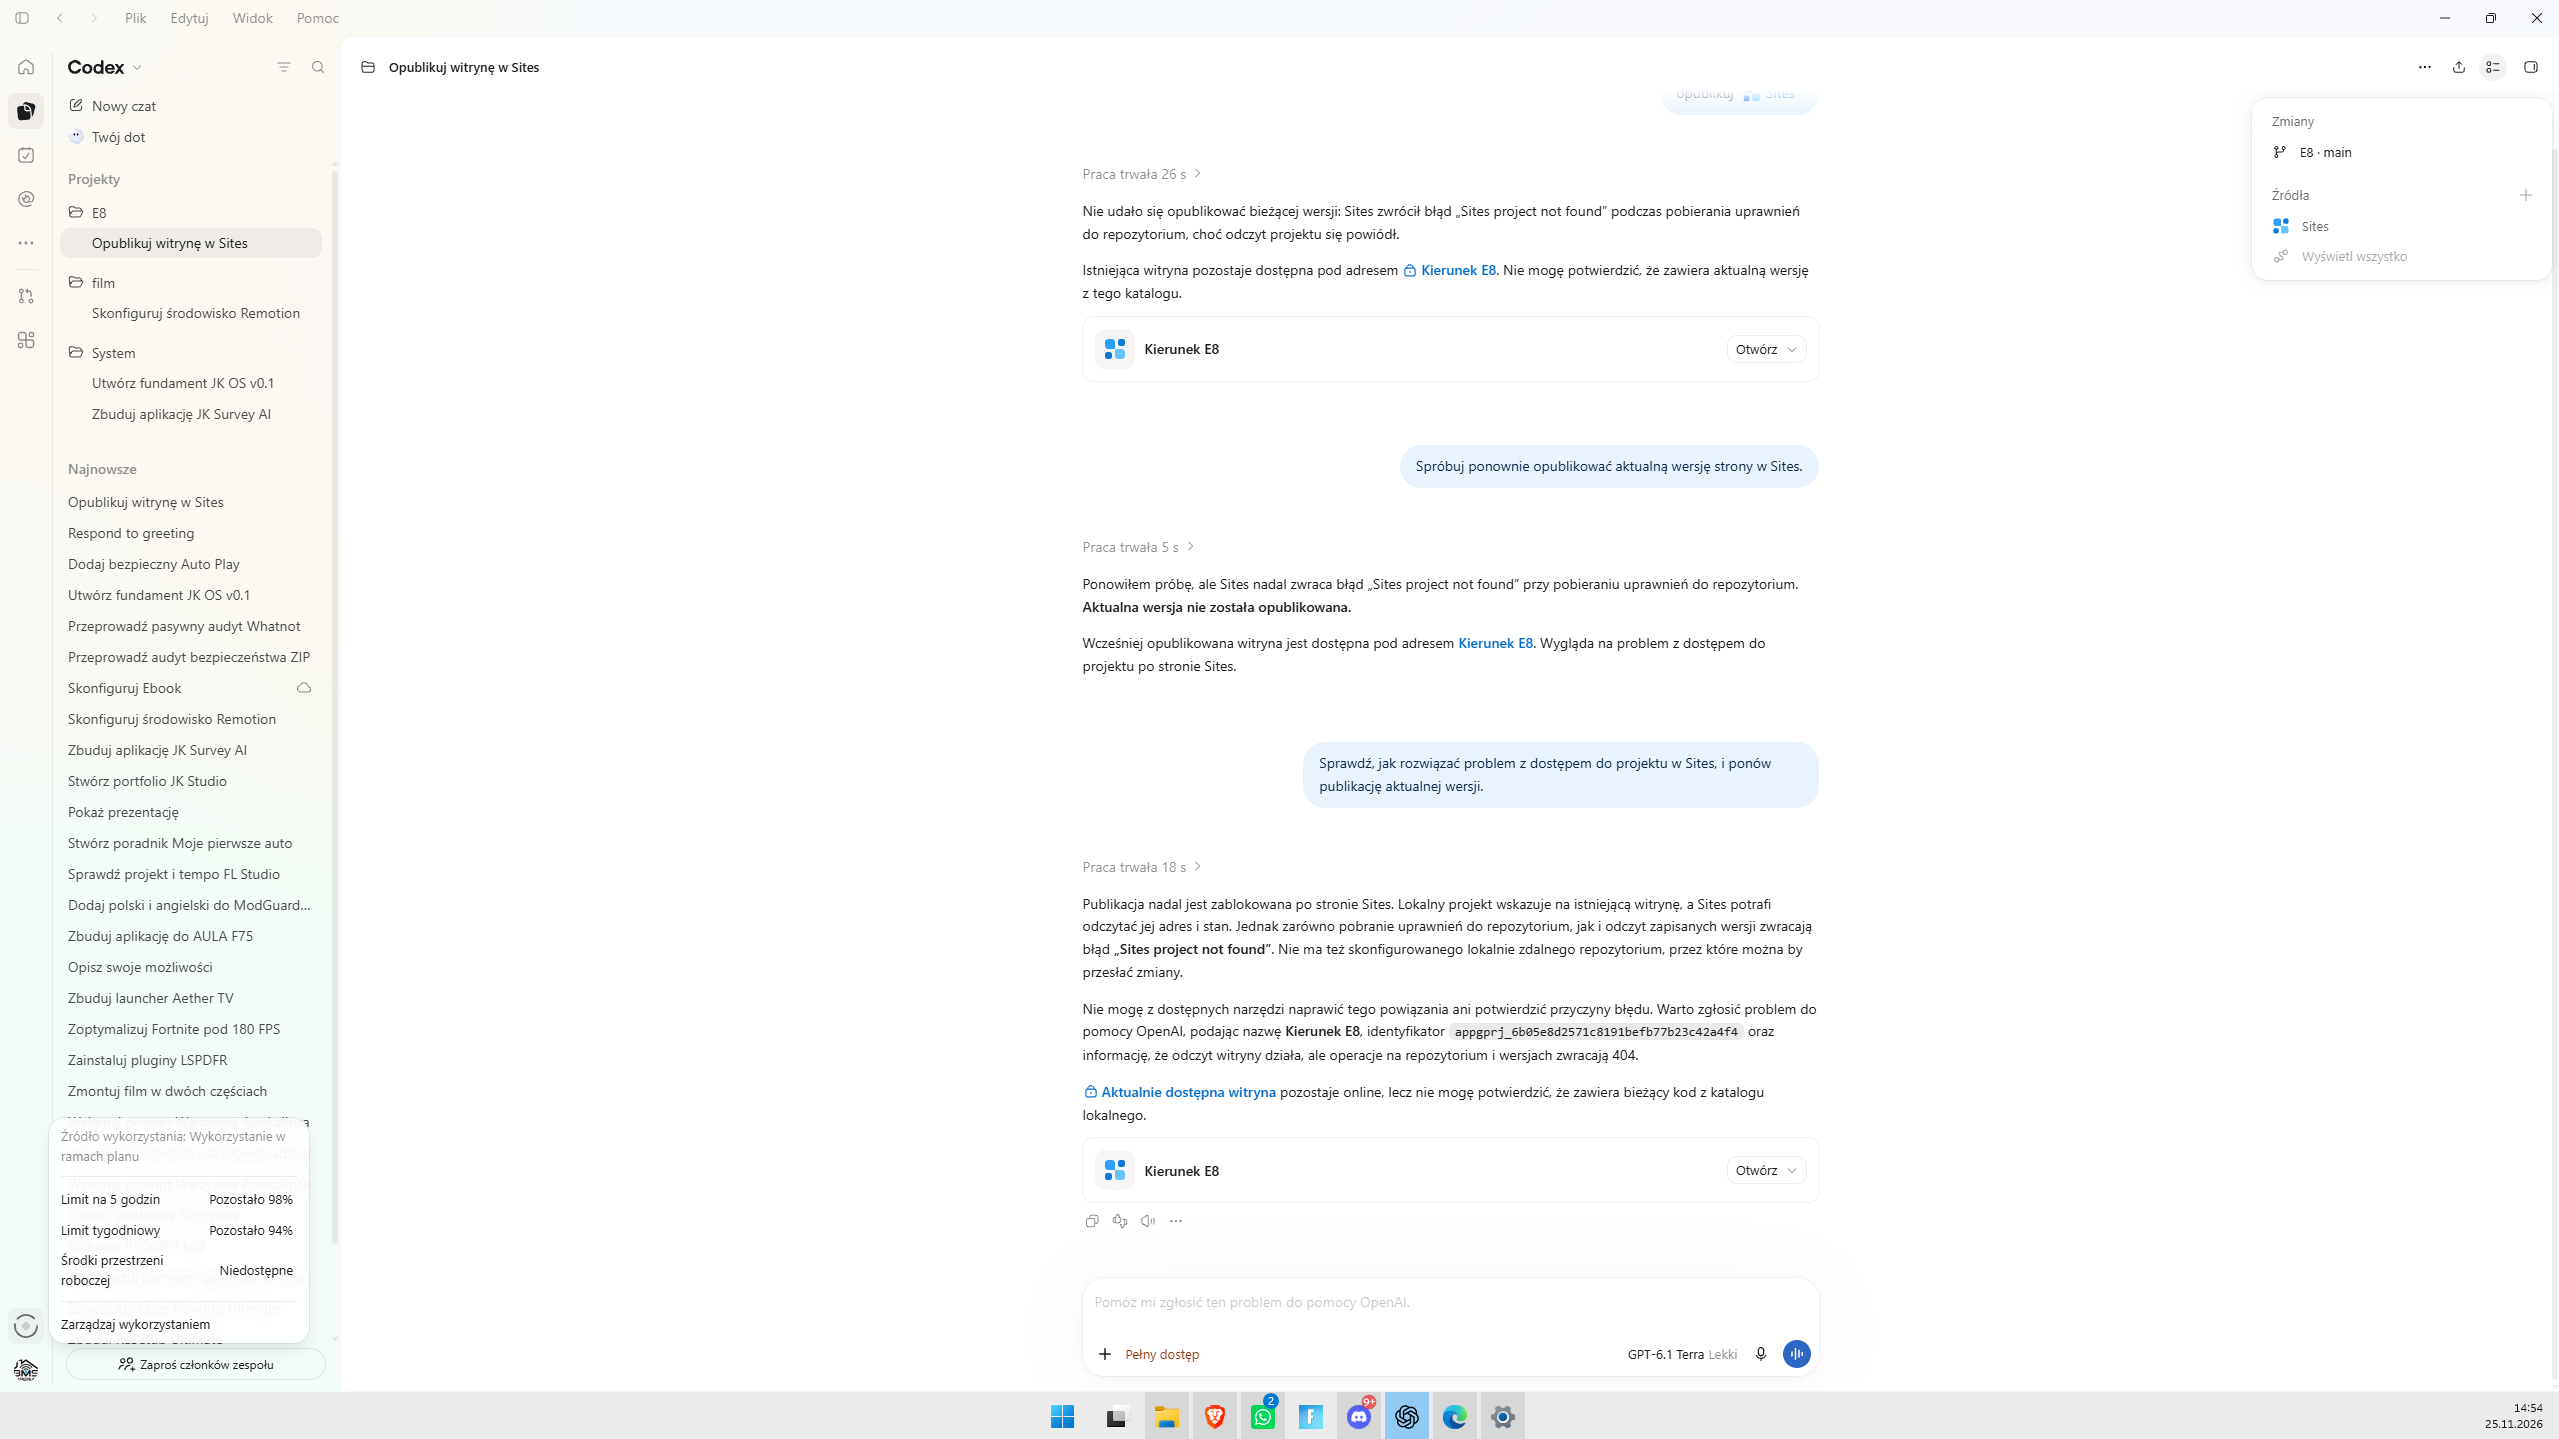 Plik Edytuj Widok Pomoc
Codex
Nowy czat
Twój dot
Projekty
E8
Opublikuj witrynę w Sites
film
Skonfiguruj środowisko Remotion
System
Utwórz fundament JK OS v0.1
Zbuduj aplikację JK Survey AI
Najnowsze
Opublikuj witrynę w Sites
Respond to greeting
Dodaj bezpieczny Auto Play
Utwórz fundament JK OS v0.1
Przeprowadź pasywny audyt Whatnot
Przeprowadź audyt bezpieczeństwa ZIP
Skonfiguruj Ebook
Skonfiguruj środowisko Remotion
Zbuduj aplikację JK Survey AI
Stwórz portfolio JK Studio
Pokaż prezentację
Stwórz poradnik Moje pierwsze auto
Sprawdź projekt i tempo FL Studio
Dodaj polski i angielski do ModGuard...
Zbuduj aplikację do AULA F75
Opisz swoje możliwości
Zbuduj launcher Aether TV
Zoptymalizuj Fortnite pod 180 FPS
Zainstaluj pluginy LSPDFR
Zmontuj film w dwóch częściach
Źródło wykorzystania: Wykorzystanie w
ramach planu
Limit na 5 godzin Pozostało 98%
Limit tygodniowy Pozostało 94%
Środki przestrzeni
roboczej
Niedostępne
Zarządzaj wykorzystaniem
Zaproś członków zespołu
Opublikuj witrynę w Sites
opublikuj Sites
Praca trwała 26 s
Nie udało się opublikować bieżącej wersji: Sites zwrócił błąd „Sites project not found” podczas pobierania uprawnień
do repozytorium, choć odczyt projektu się powiódł.
Istniejąca witryna pozostaje dostępna pod adresem Kierunek E8. Nie mogę potwierdzić, że zawiera aktualną wersję
z tego katalogu.
Kierunek E8 Otwórz
Spróbuj ponownie opublikować aktualną wersję strony w Sites.
Praca trwała 5 s
Ponowiłem próbę, ale Sites nadal zwraca błąd „Sites project not found” przy pobieraniu uprawnień do repozytorium.
Aktualna wersja nie została opublikowana.
Wcześniej opublikowana witryna jest dostępna pod adresem Kierunek E8. Wygląda na problem z dostępem do
projektu po stronie Sites.
Sprawdź, jak rozwiązać problem z dostępem do projektu w Sites, i ponów
publikację aktualnej wersji.
Praca trwała 18 s
Publikacja nadal jest zablokowana po stronie Sites. Lokalny projekt wskazuje na istniejącą witrynę, a Sites potrafi
odczytać jej adres i stan. Jednak zarówno pobranie uprawnień do repozytorium, jak i odczyt zapisanych wersji zwracają
błąd „Sites project not found”. Nie ma też skonfigurowanego lokalnie zdalnego repozytorium, przez które można by
przesłać zmiany.
Nie mogę z dostępnych narzędzi naprawić tego powiązania ani potwierdzić przyczyny błędu. Warto zgłosić problem do
pomocy OpenAI, podając nazwę Kierunek E8, identyfikator appgprj_6b05e8d2571c8191befb77b23c42a4f4 oraz
informację, że odczyt witryny działa, ale operacje na repozytorium i wersjach zwracają 404.
Aktualnie dostępna witryna pozostaje online, lecz nie mogę potwierdzić, że zawiera bieżący kod z katalogu
lokalnego.
Kierunek E8 Otwórz
Pomóż mi zgłosić ten problem do pomocy OpenAI.
Pełny dostęp GPT-6.1 Terra Lekki
Zmiany
E8 · main
Źródła
Sites
Wyświetl wszystko
2
9+
14:54
25.11.2026